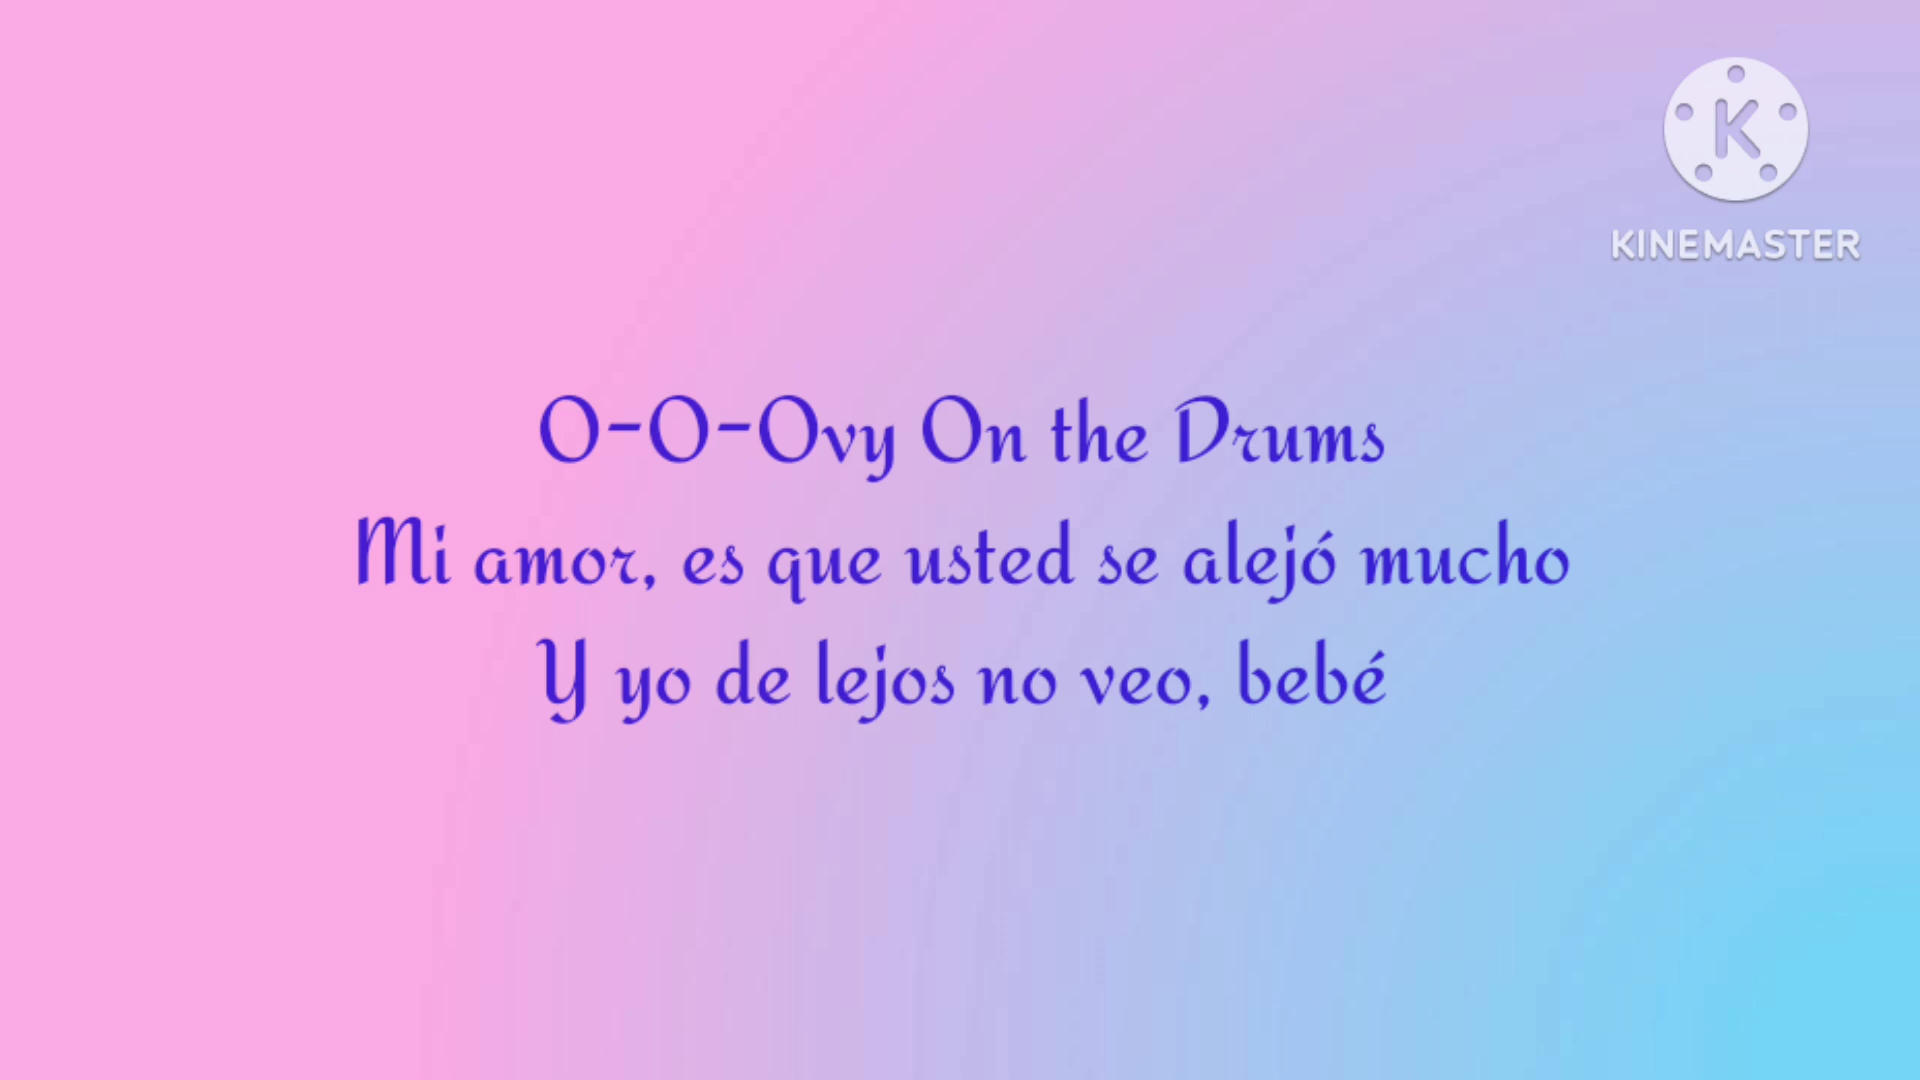 KINEMASTER
O-O-Ovy On the Drums
Mi amor, es que usted se alejó mucho
Y yo de lejos no veo, bebé